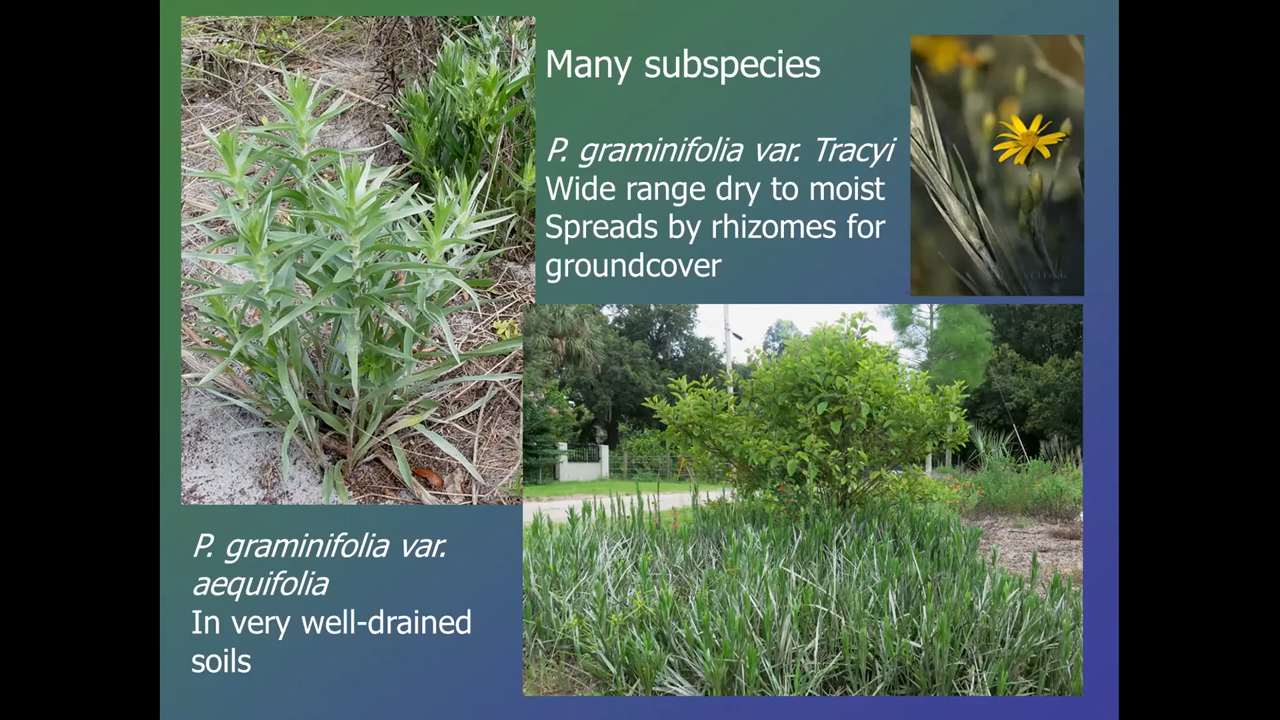 Many subspecies
P. graminifolia var. Tracyi
Wide range dry to moist
Spreads by rhizomes for
groundcover
P. graminifolia var.
aequifolia
In very well-drained
soils